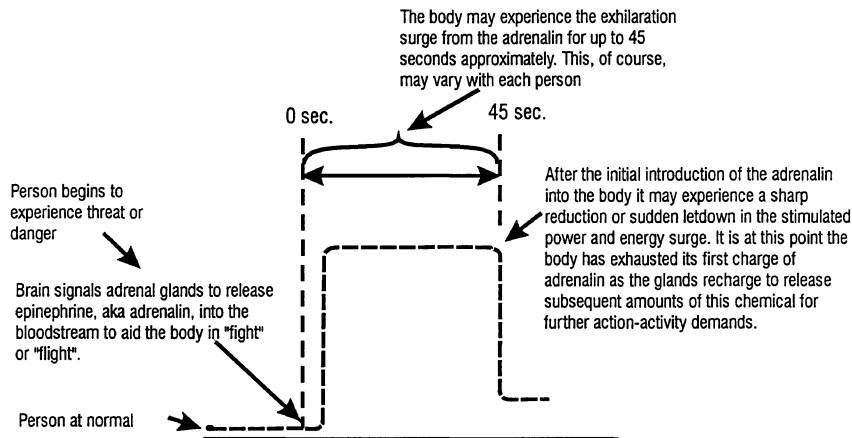 The body may experience the exhilaration
surge from the adrenalin for up to 45
seconds approximately. This, of course,
may vary with each person
0 sec.
45 sec.
Person begins to
experience threat or
danger
Brain signals adrenal glands to release
epinephrine, aka adrenalin, into the
bloodstream to aid the body in "fight"
or "flight".
Person at normal
After the initial introduction of the adrenalin
into the body it may experience a sharp
reduction or sudden letdown in the stimulated
power and energy surge. It is at this point the
body has exhausted its first charge of
adrenalin as the glands recharge to release
subsequent amounts of this chemical for
further action-activity demands.